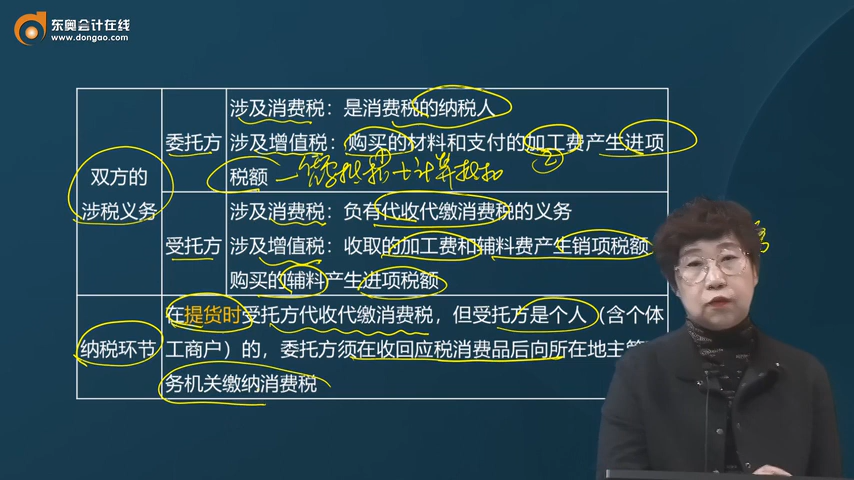 东奥会计在线
www.dongao.com
双方的
涉税义务
委托方
涉及消费税：是消费税的纳税人
涉及增值税：购买的材料和支付的加工费产生进项
税额
①
②
受托方
涉及消费税：负有代收代缴消费税的义务
涉及增值税：收取的加工费和辅料费产生销项税额
购买的辅料产生进项税额
纳税环节
在提货时受托方代收代缴消费税，但受托方是个人（含个体
工商户）的，委托方须在收回应税消费品后向所在地主管
务机关缴纳消费税